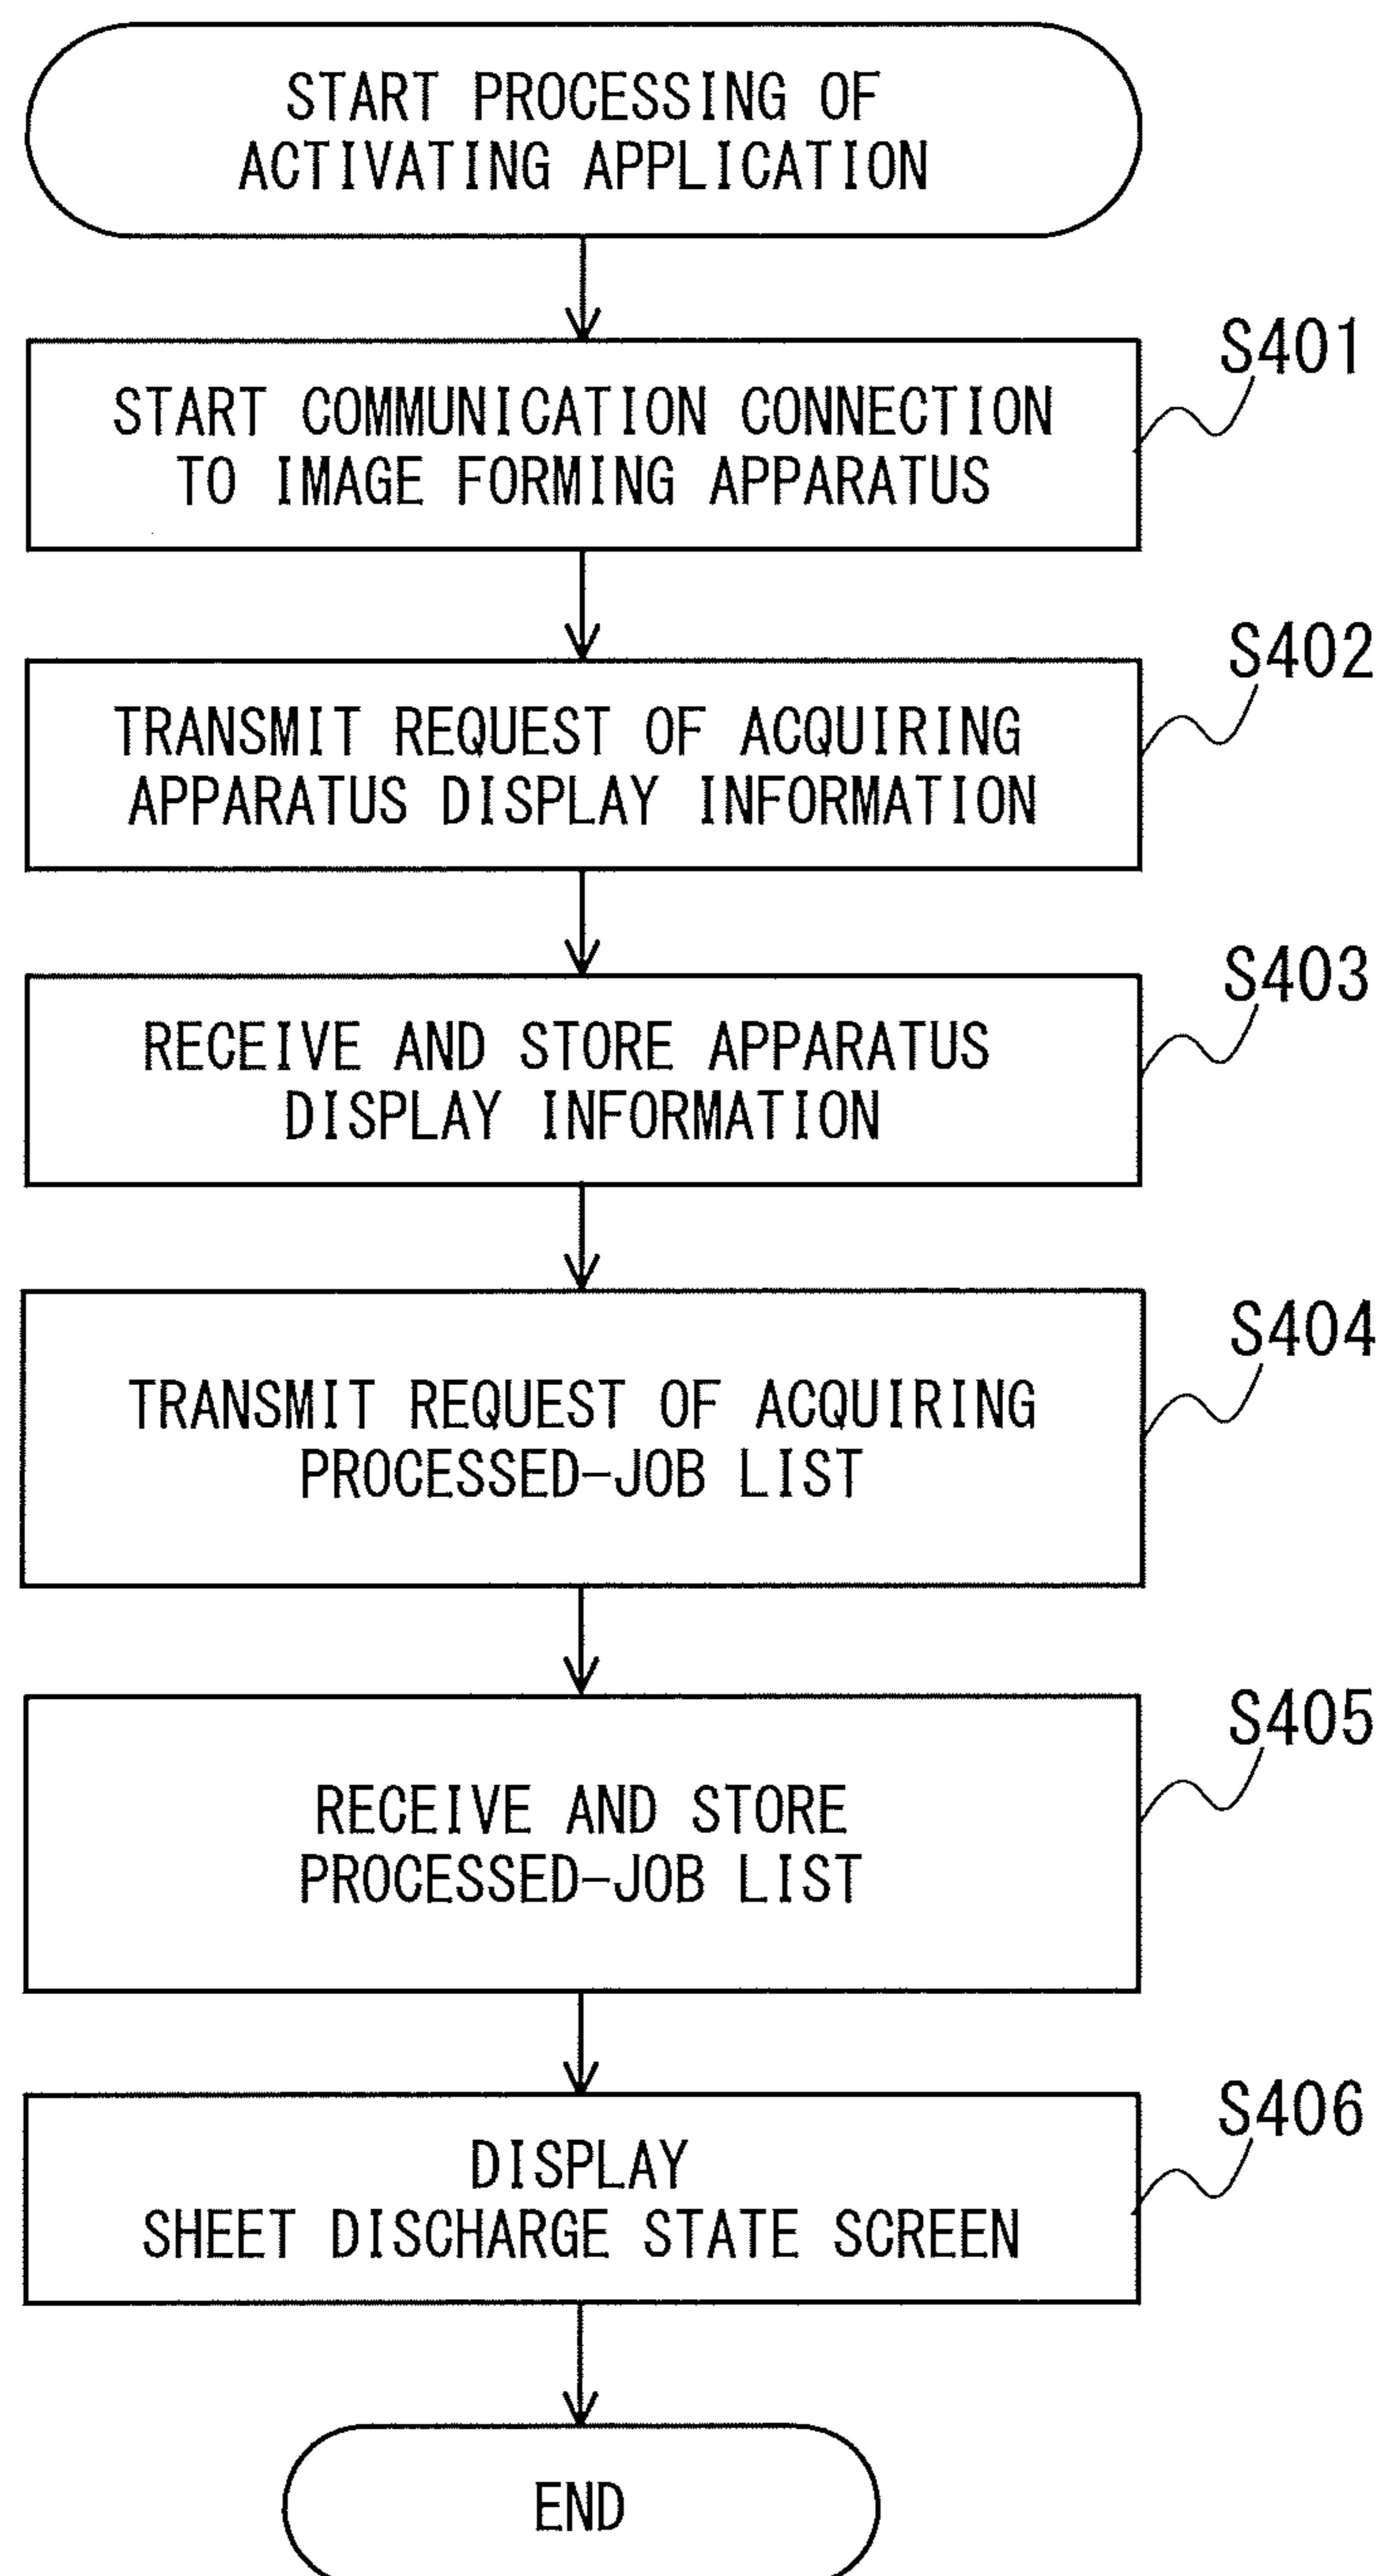 START PROCESSING OF
ACTIVATING APPLICATION
S401
START COMMUNICATION CONNECTION
TO IMAGE FORMING APPARATUS
S402
TRANSMIT REQUEST OF ACQUIRING
APPARATUS DISPLAY INFORMATION
S403
RECEIVE AND STORE APPARATUS
DISPLAY INFORMATION
S404
TRANSMIT REQUEST OF ACQUIRING
PROCESSED-JOB LIST
S405
RECEIVE AND STORE
PROCESSED-JOB LIST
S406
DISPLAY
SHEET DISCHARGE STATE SCREEN
END